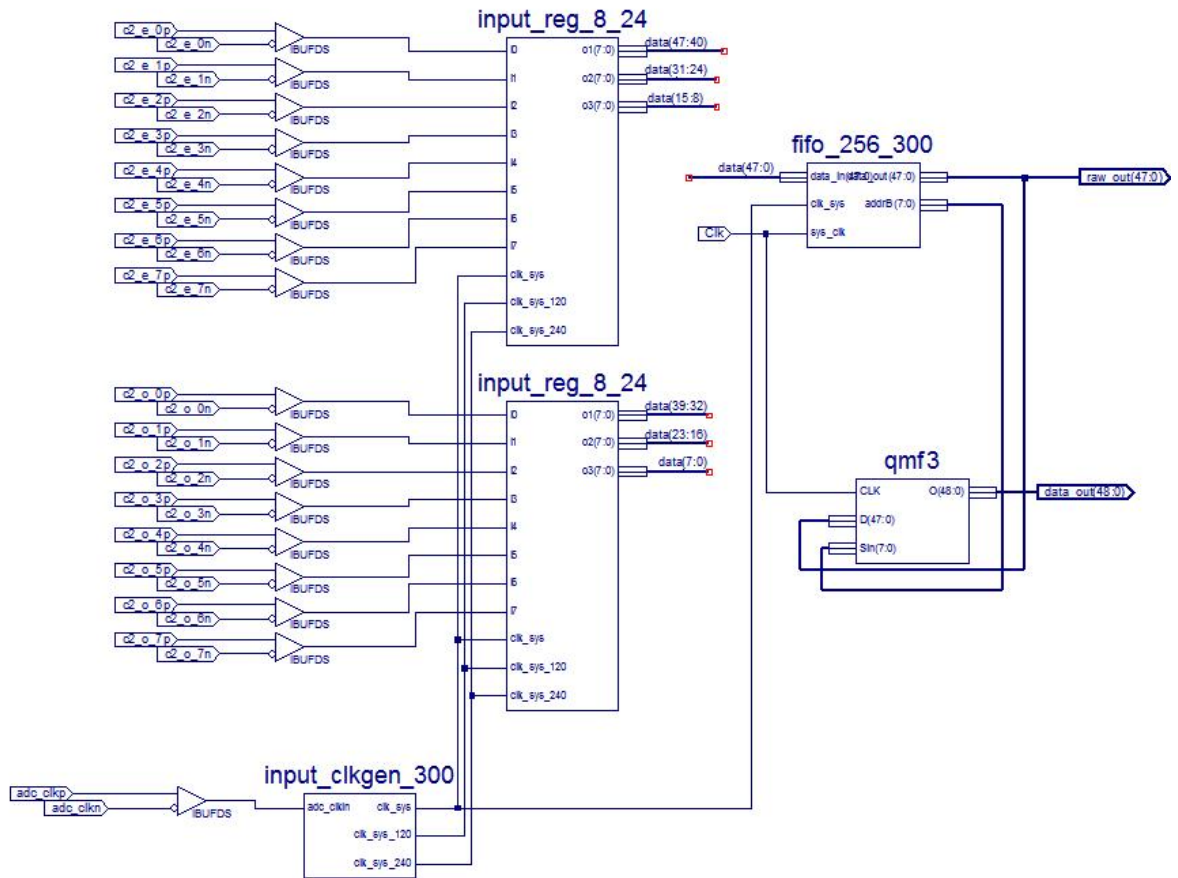 input_reg_8_24
c2_e_0p
c2_e_0n
IBUFDS
c2_e_1p
c2_e_1n
IBUFDS
c2_e_2p
c2_e_2n
IBUFDS
c2_e_3p
c2_e_3n
IBUFDS
c2_e_4p
c2_e_4n
IBUFDS
c2_e_5p
c2_e_5n
IBUFDS
c2_e_6p
c2_e_6n
IBUFDS
c2_e_7p
c2_e_7n
IBUFDS
I0
I1
I2
I3
I4
I5
I6
I7
clk_sys
clk_sys_120
clk_sys_240
o1(7:0)
o2(7:0)
o3(7:0)
data(47:40)
data(31:24)
data(15:8)
fifo_256_300
data(47:0)
data_out(47:0)
clk_sys
addrB(7:0)
sys_clk
Clk
raw_out(47:0)
input_reg_8_24
c2_o_0p
c2_o_0n
IBUFDS
c2_o_1p
c2_o_1n
IBUFDS
c2_o_2p
c2_o_2n
IBUFDS
c2_o_3p
c2_o_3n
IBUFDS
c2_o_4p
c2_o_4n
IBUFDS
c2_o_5p
c2_o_5n
IBUFDS
c2_o_6p
c2_o_6n
IBUFDS
c2_o_7p
c2_o_7n
IBUFDS
I0
I1
I2
I3
I4
I5
I6
I7
clk_sys
clk_sys_120
clk_sys_240
o1(7:0)
o2(7:0)
o3(7:0)
data(39:32)
data(23:16)
data(7:0)
qmf3
CLK
O(48:0)
D(47:0)
SIn(7:0)
data_out(48:0)
input_clkgen_300
adc_clkp
adc_clkn
IBUFDS
adc_clkin
clk_sys
clk_sys_120
clk_sys_240